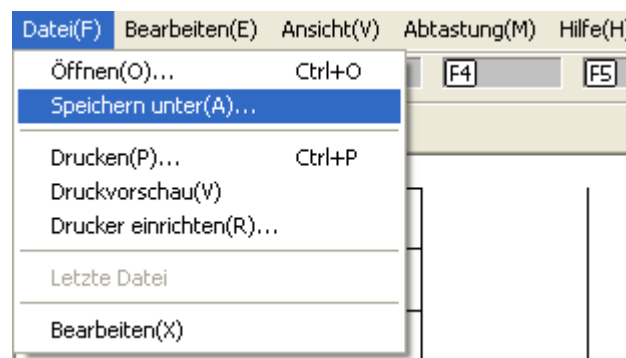 Datei(F) Bearbeiten(E) Ansicht(V) Abtastung(M) Hilfe(H)
Öffnen(O)... Ctrl+O F4 F5
Speichern unter(A)...
Drucken(P)... Ctrl+P
Druckvorschau(V)
Drucker einrichten(R)...
Letzte Datei
Bearbeiten(X)